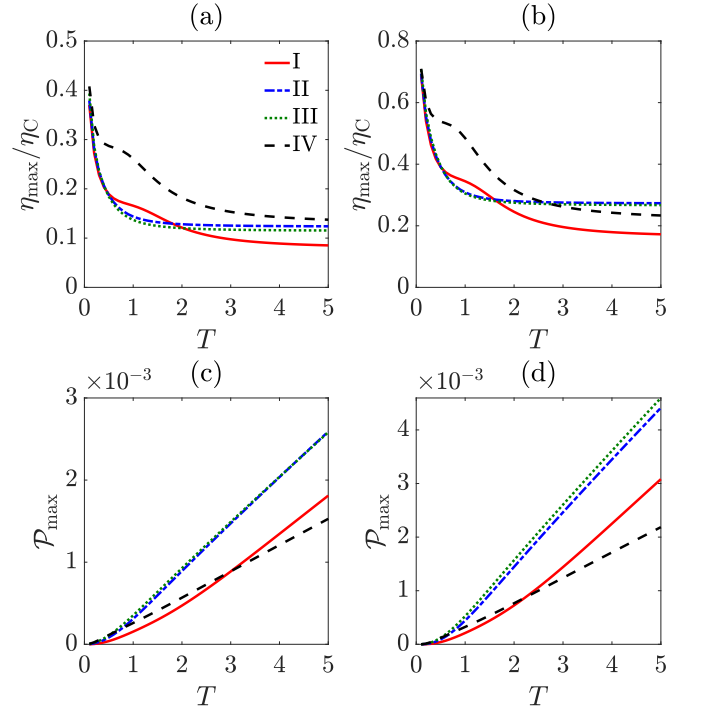 (a)
(b)
0.5
0.4
0.3
0.2
0.1
0
ηmax/ηC
I
II
III
IV
0 1 2 3 4 5
T
0.8
0.6
0.4
0.2
0
ηmax/ηC
0 1 2 3 4 5
T
(c)
(d)
×10⁻³
3
2
1
0
𝒫max
0 1 2 3 4 5
T
×10⁻³
4
3
2
1
0
𝒫max
0 1 2 3 4 5
T